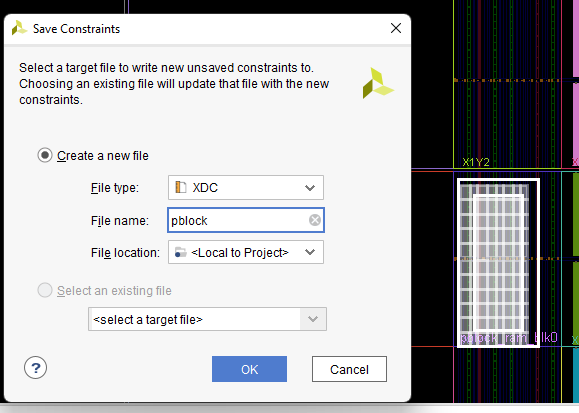 Save Constraints
Select a target file to write new unsaved constraints to.
Choosing an existing file will update that file with the new
constraints.
Create a new file
File type: XDC
File name: pblock
File location: <Local to Project>
Select an existing file
<select a target file>
? OK Cancel
X1Y2
X
X
pblock_ram_blk0